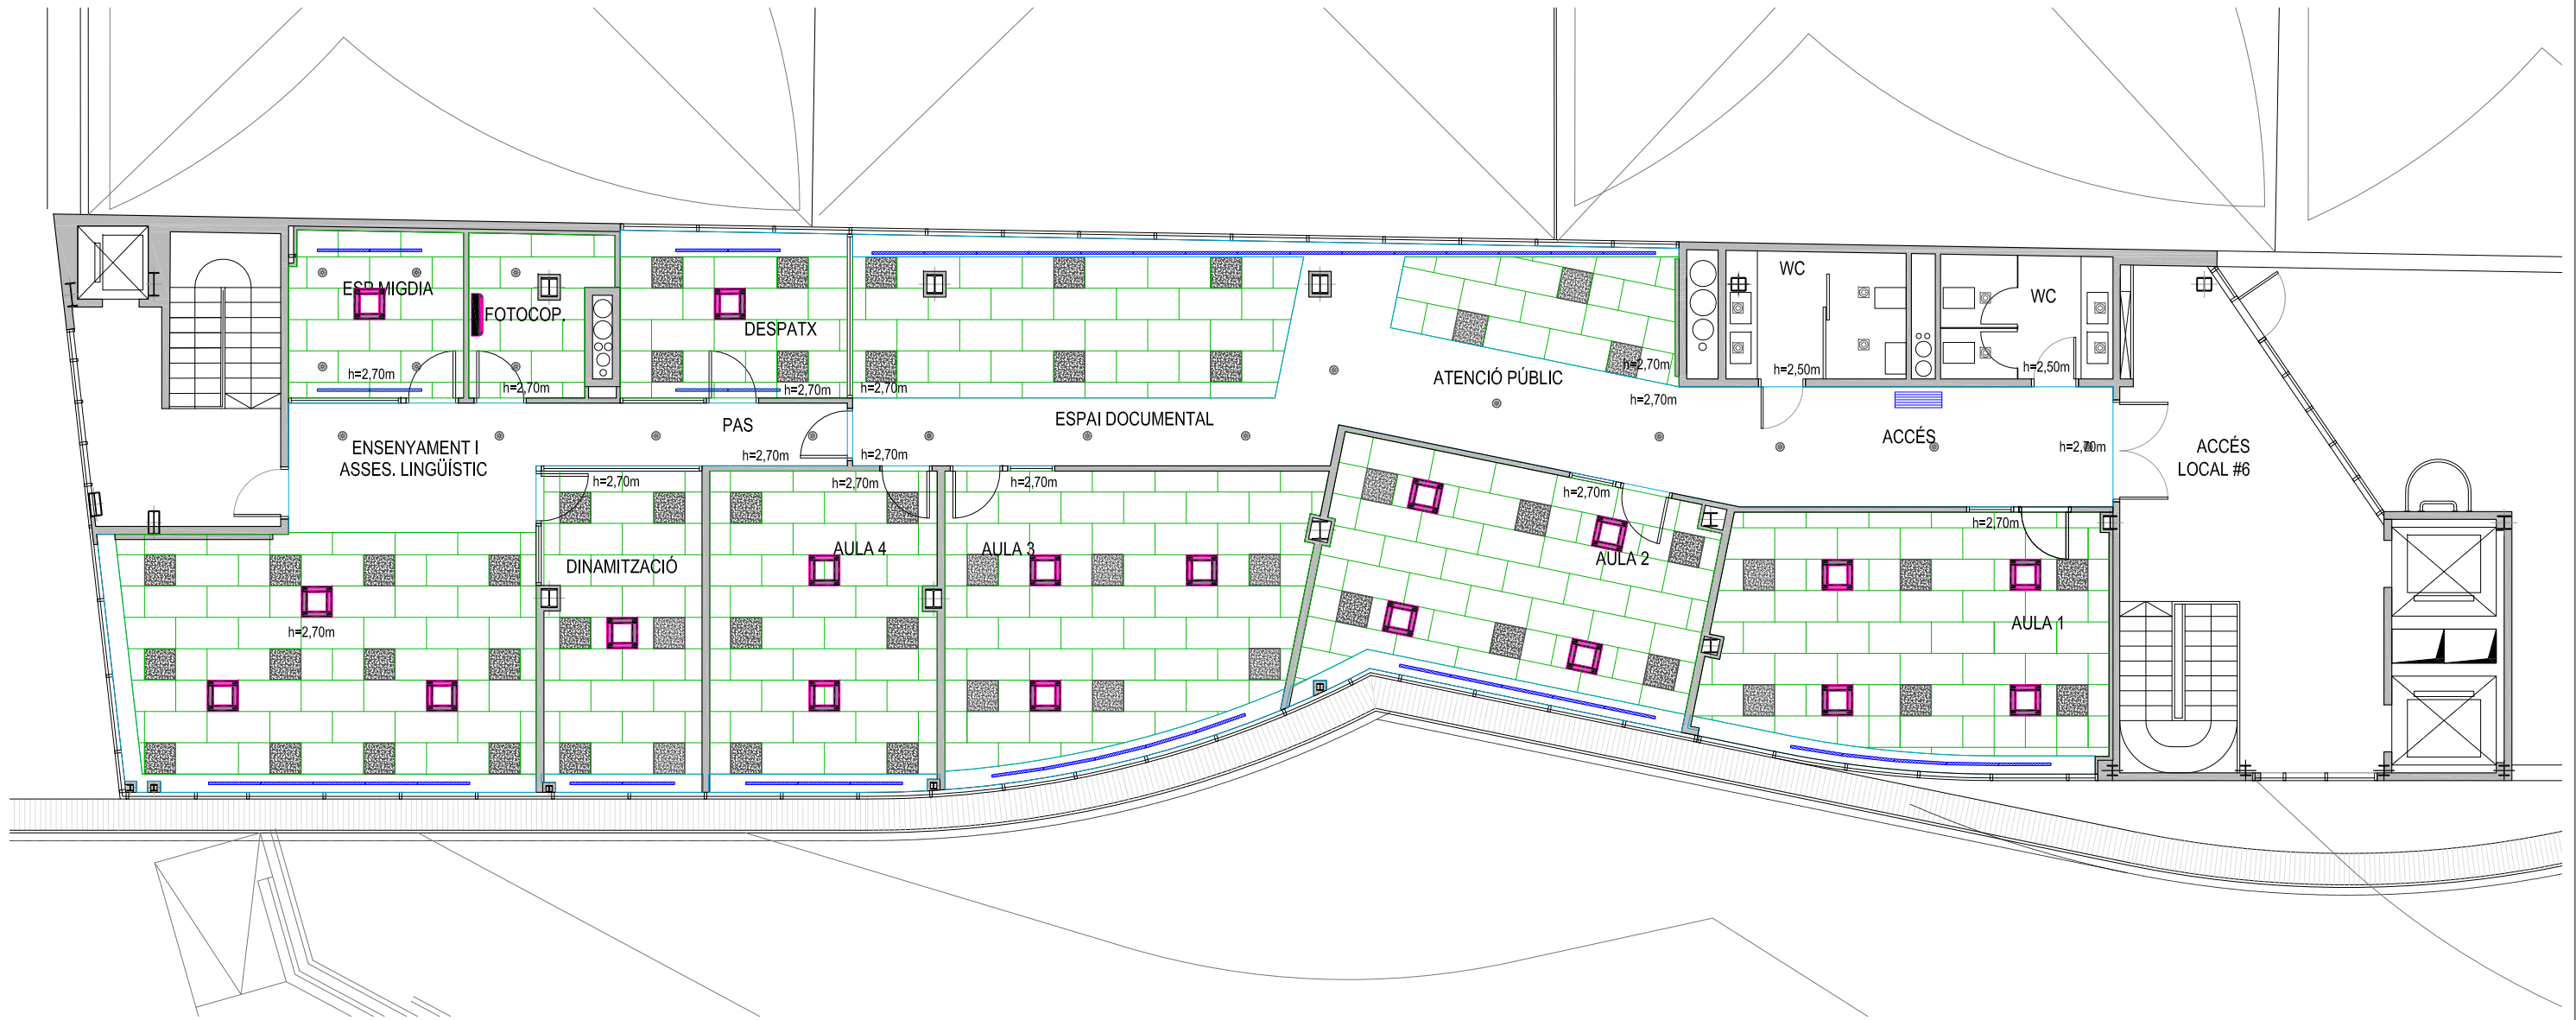 WC
WC
ESP.MIGDIA
FOTOCOP.
DESPATX
h=2,70m
h=2,70m
h=2,70m
h=2,70m
ATENCIÓ PÚBLIC
h=2,70m
h=2,70m
h=2,50m
h=2,50m
ENSENYAMENT I
ASSES. LINGÜÍSTIC
PAS
h=2,70m
h=2,70m
ESPAI DOCUMENTAL
ACCÉS
ACCÉS
LOCAL #6
h=2,70m
h=2,70m
h=2,70m
h=2,70m
h=2,70m
DINAMITZACIÓ
AULA 4
AULA 3
AULA 2
AULA 1
h=2,70m
h=2,70m